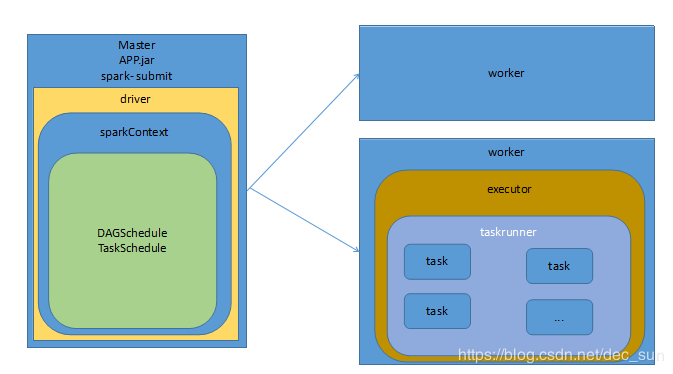 Master
APP.jar
spark- submit
driver
sparkContext
DAGSchedule
TaskSchedule
worker
worker
executor
taskrunner
task
task
task
...
https://blog.csdn.net/dec_sun